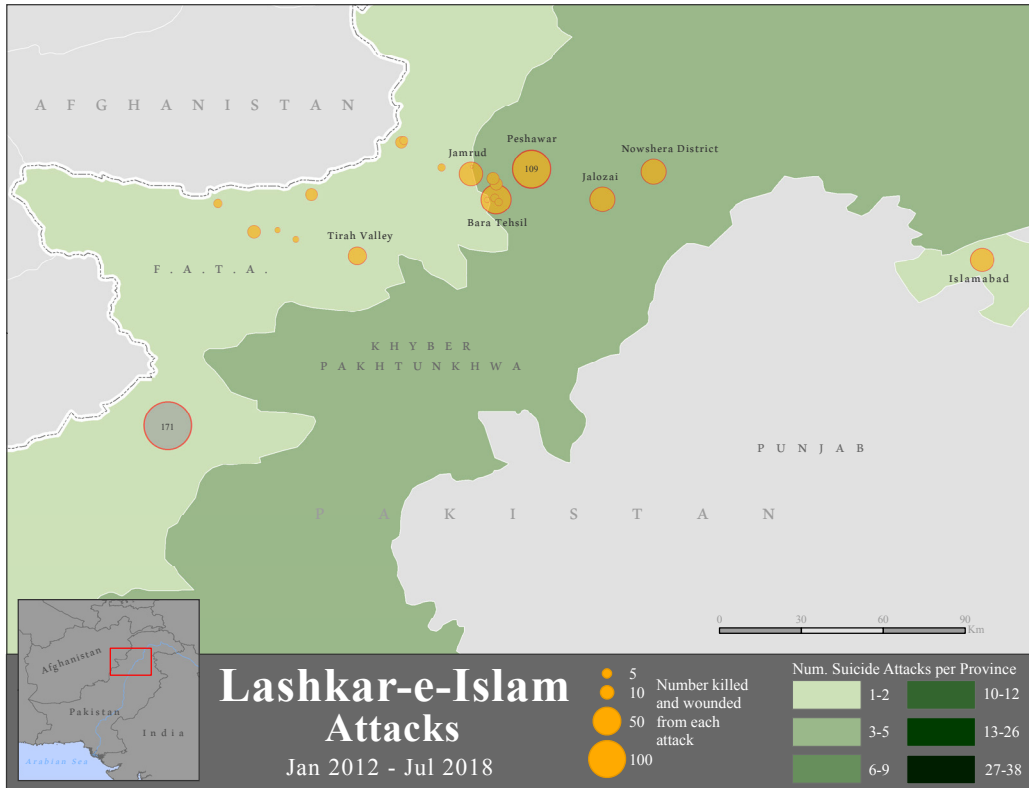 A F G H A N I S T A N
Peshawar
109
Nowshera District
Jamrud
Jalozai
Bara Tehsil
Tirah Valley
F . A . T . A .
Islamabad
K H Y B E R
P A K H T U N K H W A
171
P U N J A B
P A K I S T A N
0 30 60 90
Km
Afghanistan
Pakistan
India
Arabian Sea
Lashkar-e-Islam
Attacks
Jan 2012 - Jul 2018
5
10
50
100
Number killed
and wounded
from each
attack
Num. Suicide Attacks per Province
1-2
3-5
6-9
10-12
13-26
27-38